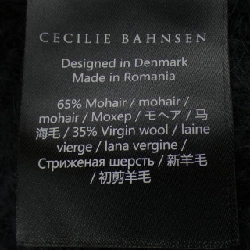 CECILIE BAHNSEN
Designed in Denmark
Made in Romania
65% Mohair / mohair /
mohair / Мохер / モヘア / 马
海毛 / 35% Virgin wool / laine
vierge / lana vergine /
Стриженая шерсть / 新羊毛
/ 初剪羊毛